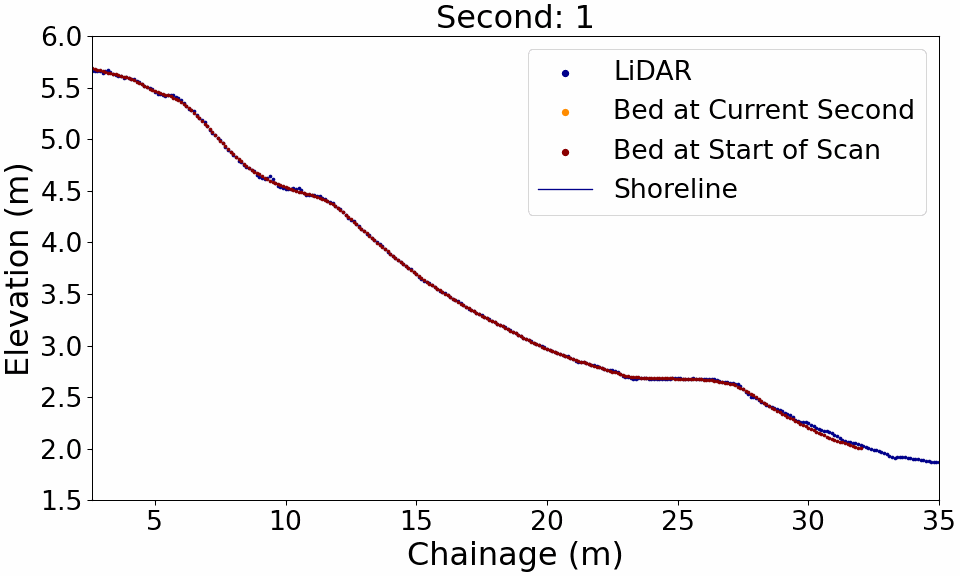 Second: 1
6.0
5.5
5.0
4.5
4.0
3.5
3.0
2.5
2.0
1.5
Elevation (m)
LiDAR
Bed at Current Second
Bed at Start of Scan
Shoreline
5
10
15
20
25
30
35
Chainage (m)